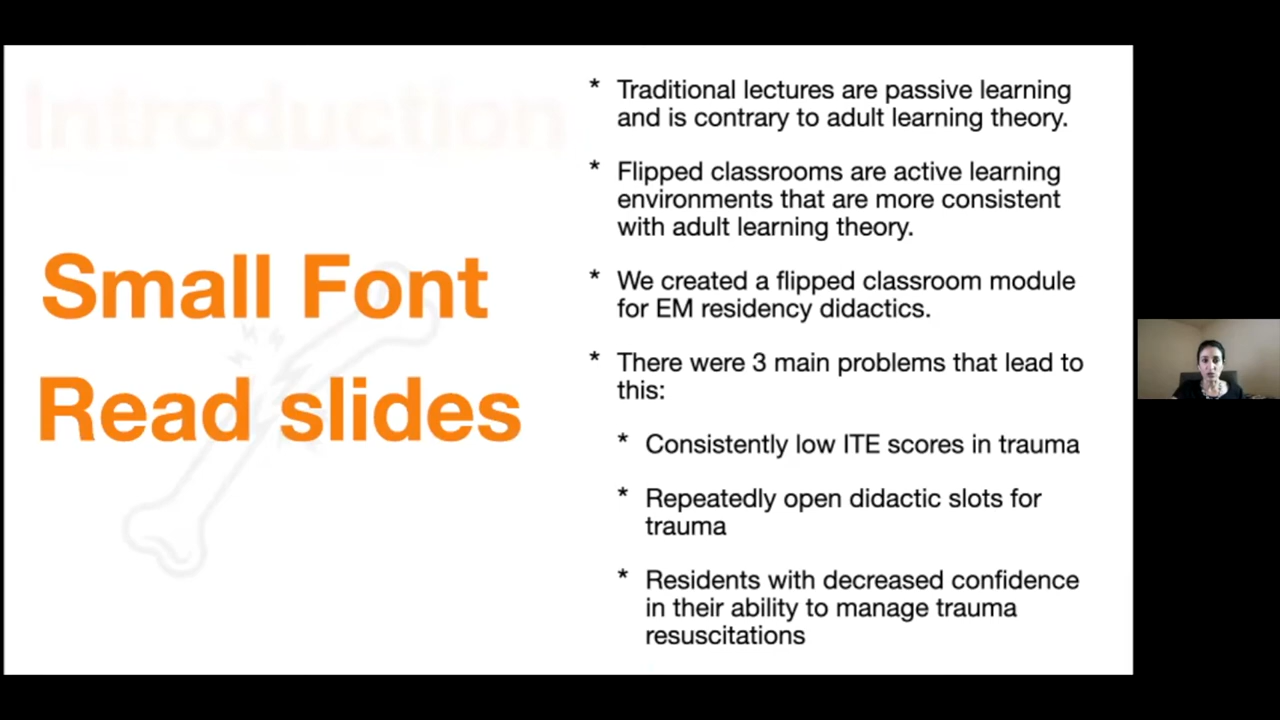 Introduction
Small Font
Read slides
* Traditional lectures are passive learning
and is contrary to adult learning theory.
* Flipped classrooms are active learning
environments that are more consistent
with adult learning theory.
* We created a flipped classroom module
for EM residency didactics.
* There were 3 main problems that lead to
this:
* Consistently low ITE scores in trauma
* Repeatedly open didactic slots for
trauma
* Residents with decreased confidence
in their ability to manage trauma
resuscitations